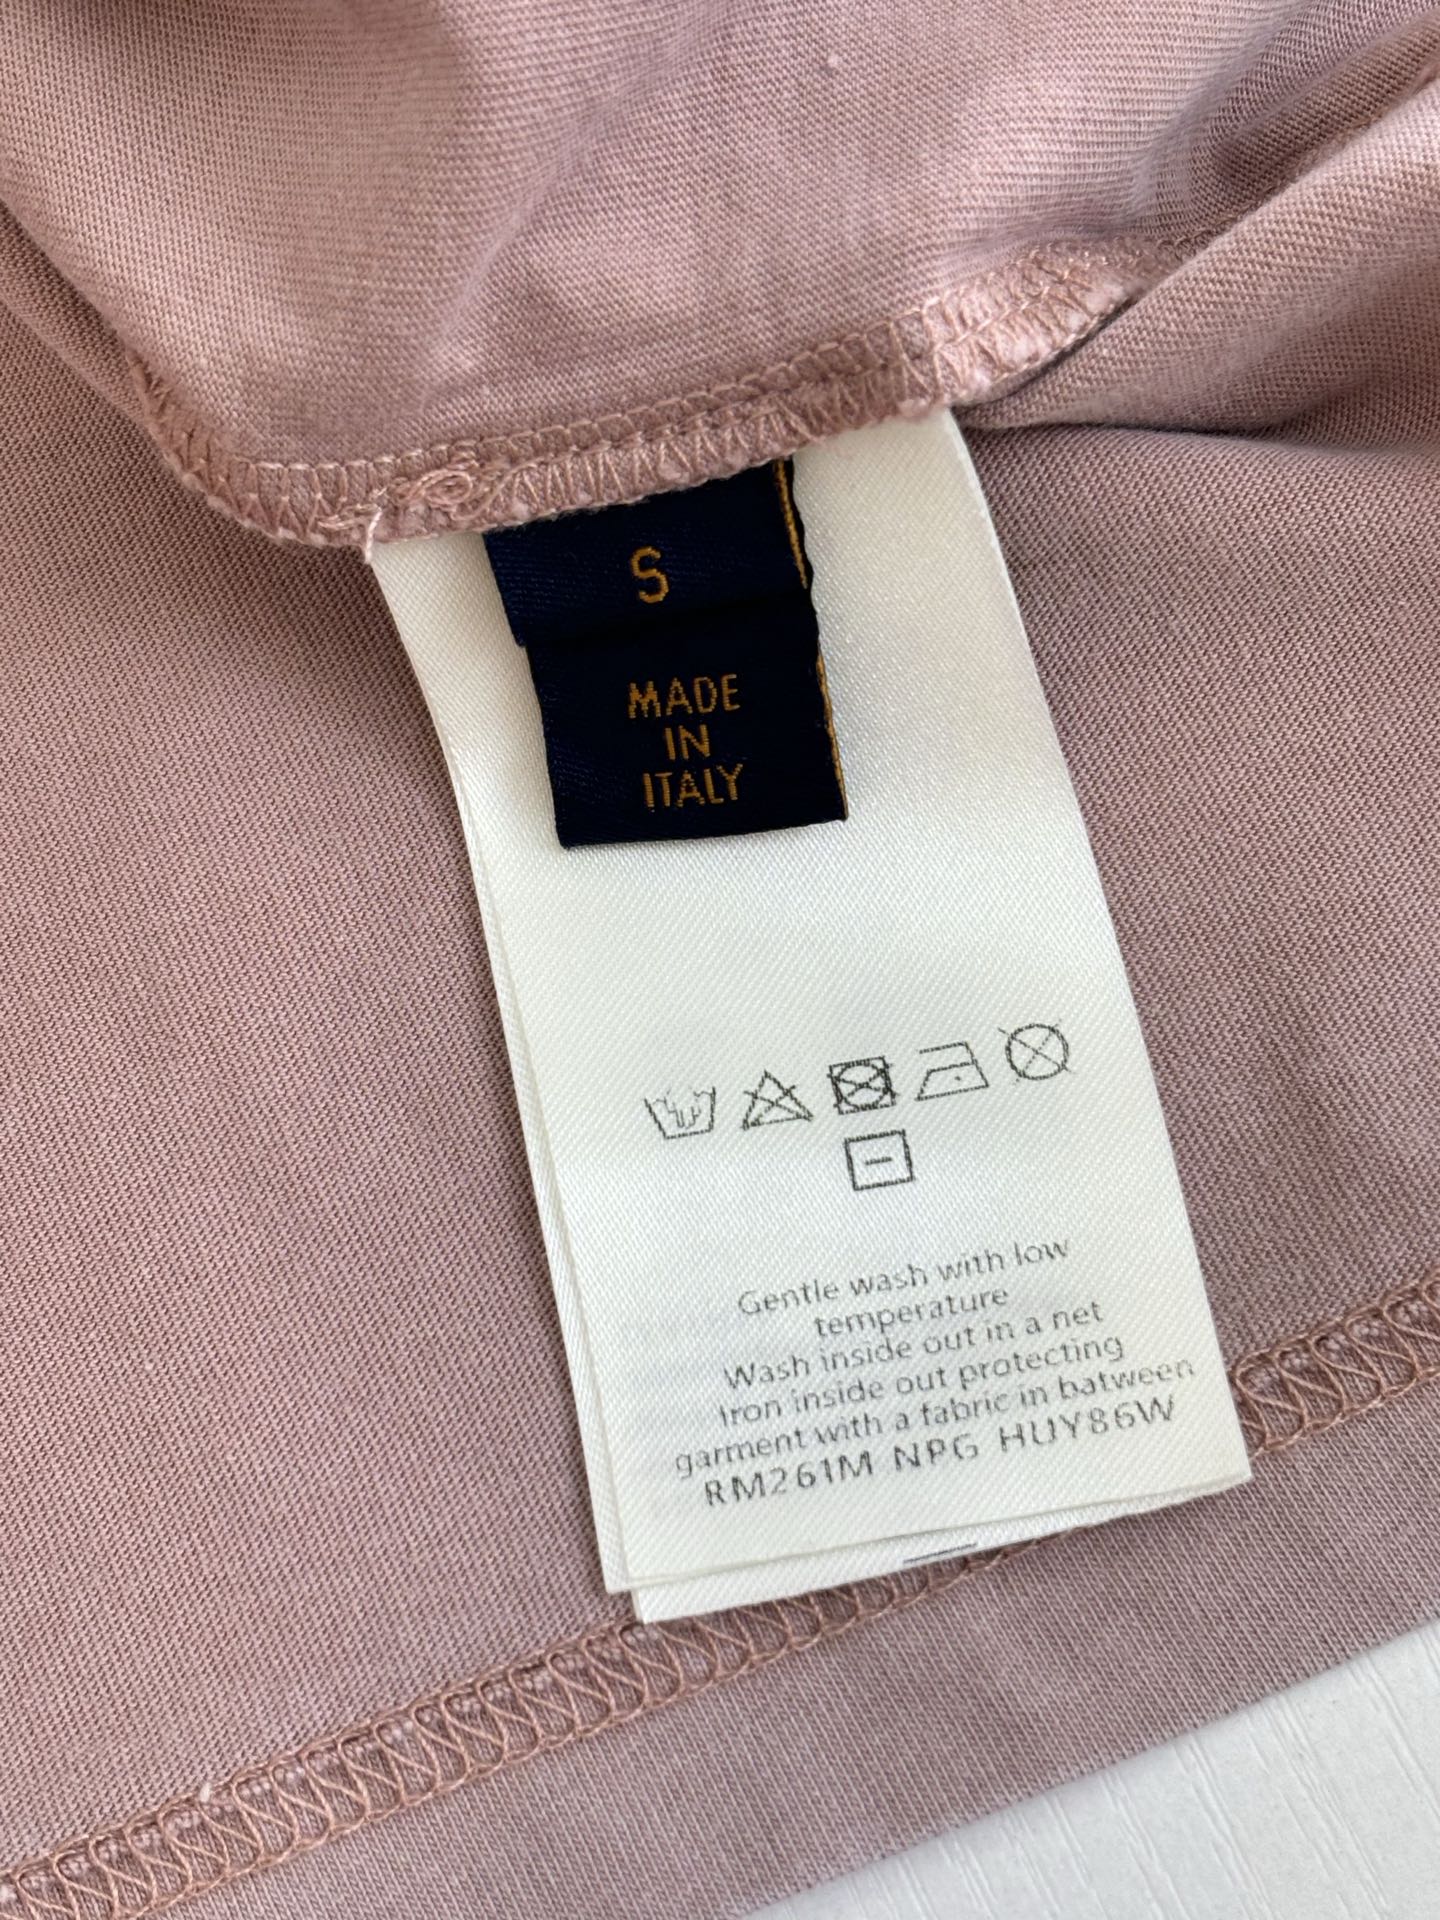 S
MADE
IN
ITALY
Gentle wash with low
temperature
Wash inside out in a net
Iron inside out protecting
garment with a fabric in batween
RM261M NPG HUY86W